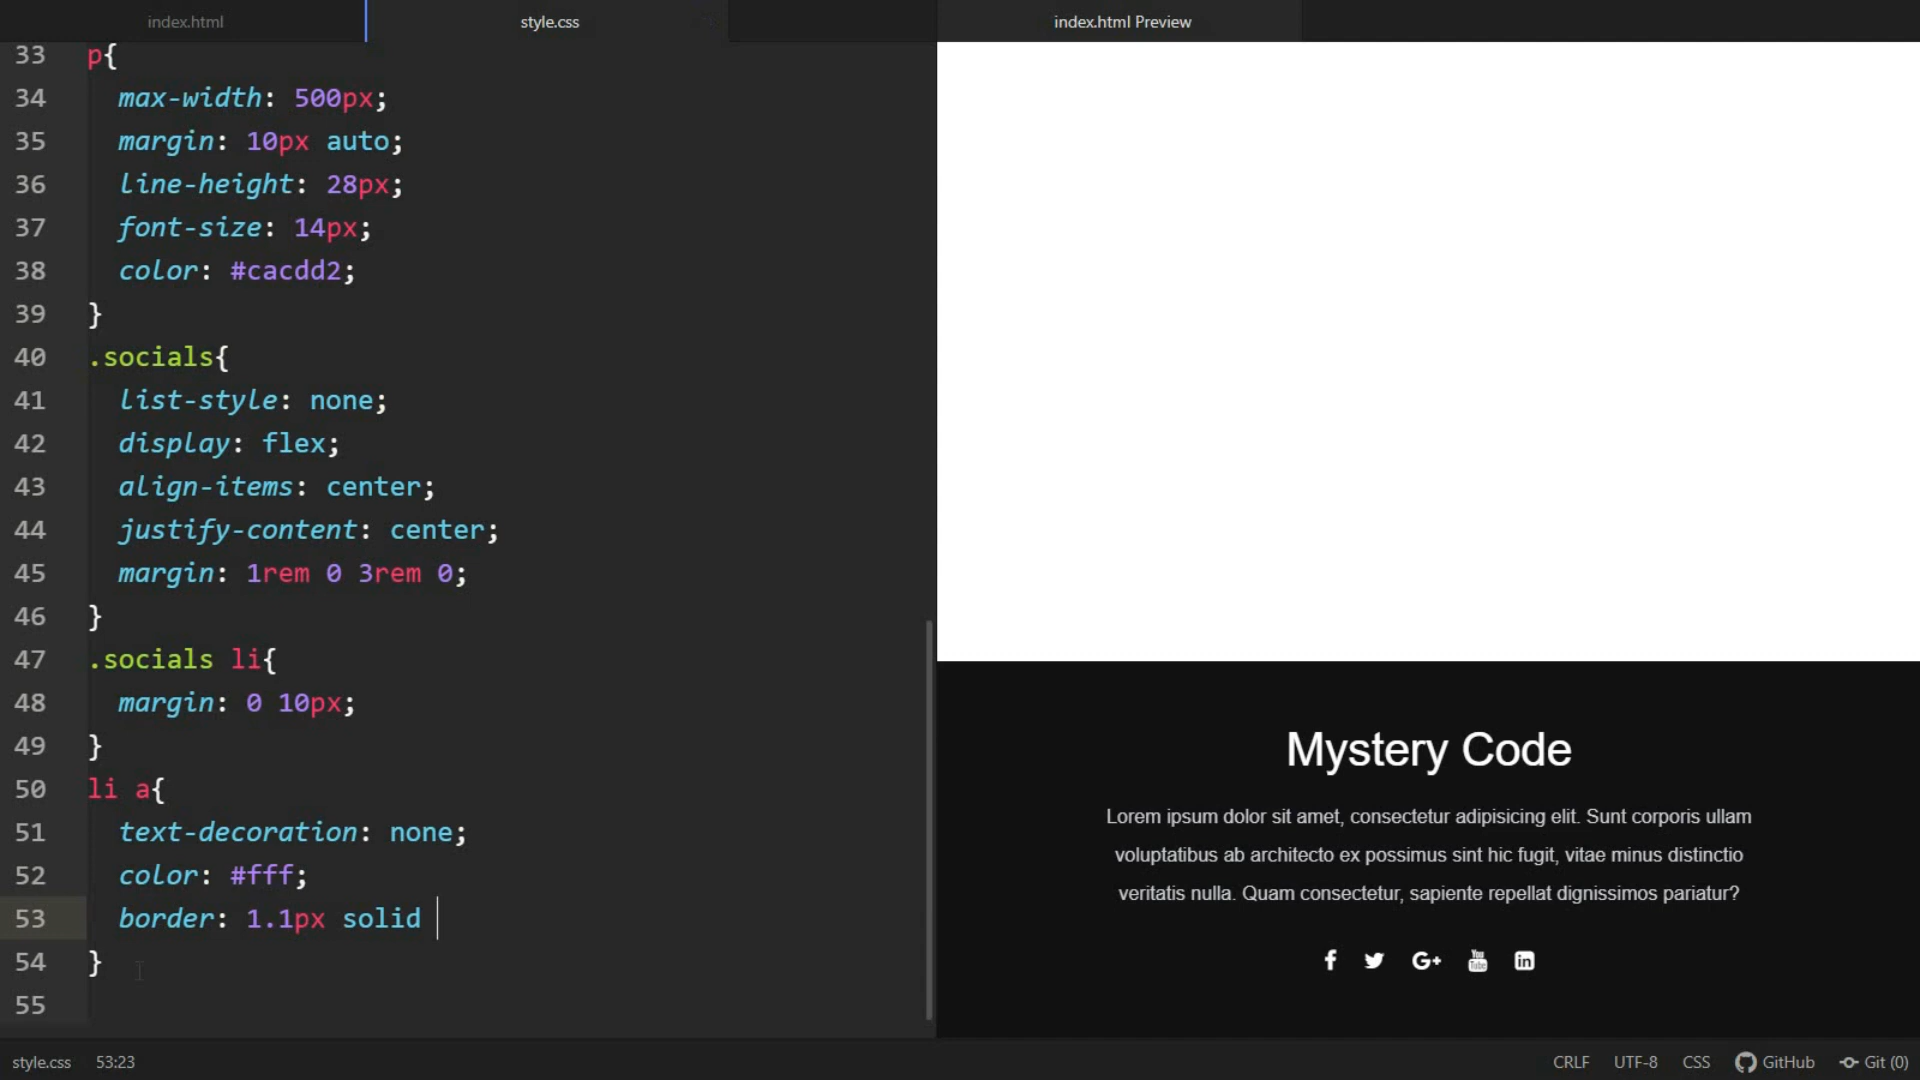 index.html
style.css
index.html Preview
33 p{
34 max-width: 500px;
35 margin: 10px auto;
36 line-height: 28px;
37 font-size: 14px;
38 color: #cacdd2;
39 }
40 .socials{
41 list-style: none;
42 display: flex;
43 align-items: center;
44 justify-content: center;
45 margin: 1rem 0 3rem 0;
46 }
47 .socials li{
48 margin: 0 10px;
49 }
50 li a{
51 text-decoration: none;
52 color: #fff;
53 border: 1.1px solid
54 }
55
Mystery Code
Lorem ipsum dolor sit amet, consectetur adipisicing elit. Sunt corporis ullam
voluptatibus ab architecto ex possimus sint hic fugit, vitae minus distinctio
veritatis nulla. Quam consectetur, sapiente repellat dignissimos pariatur?
f G+ You Tube in
style.css 53:23 CRLF UTF-8 CSS GitHub Git (0)